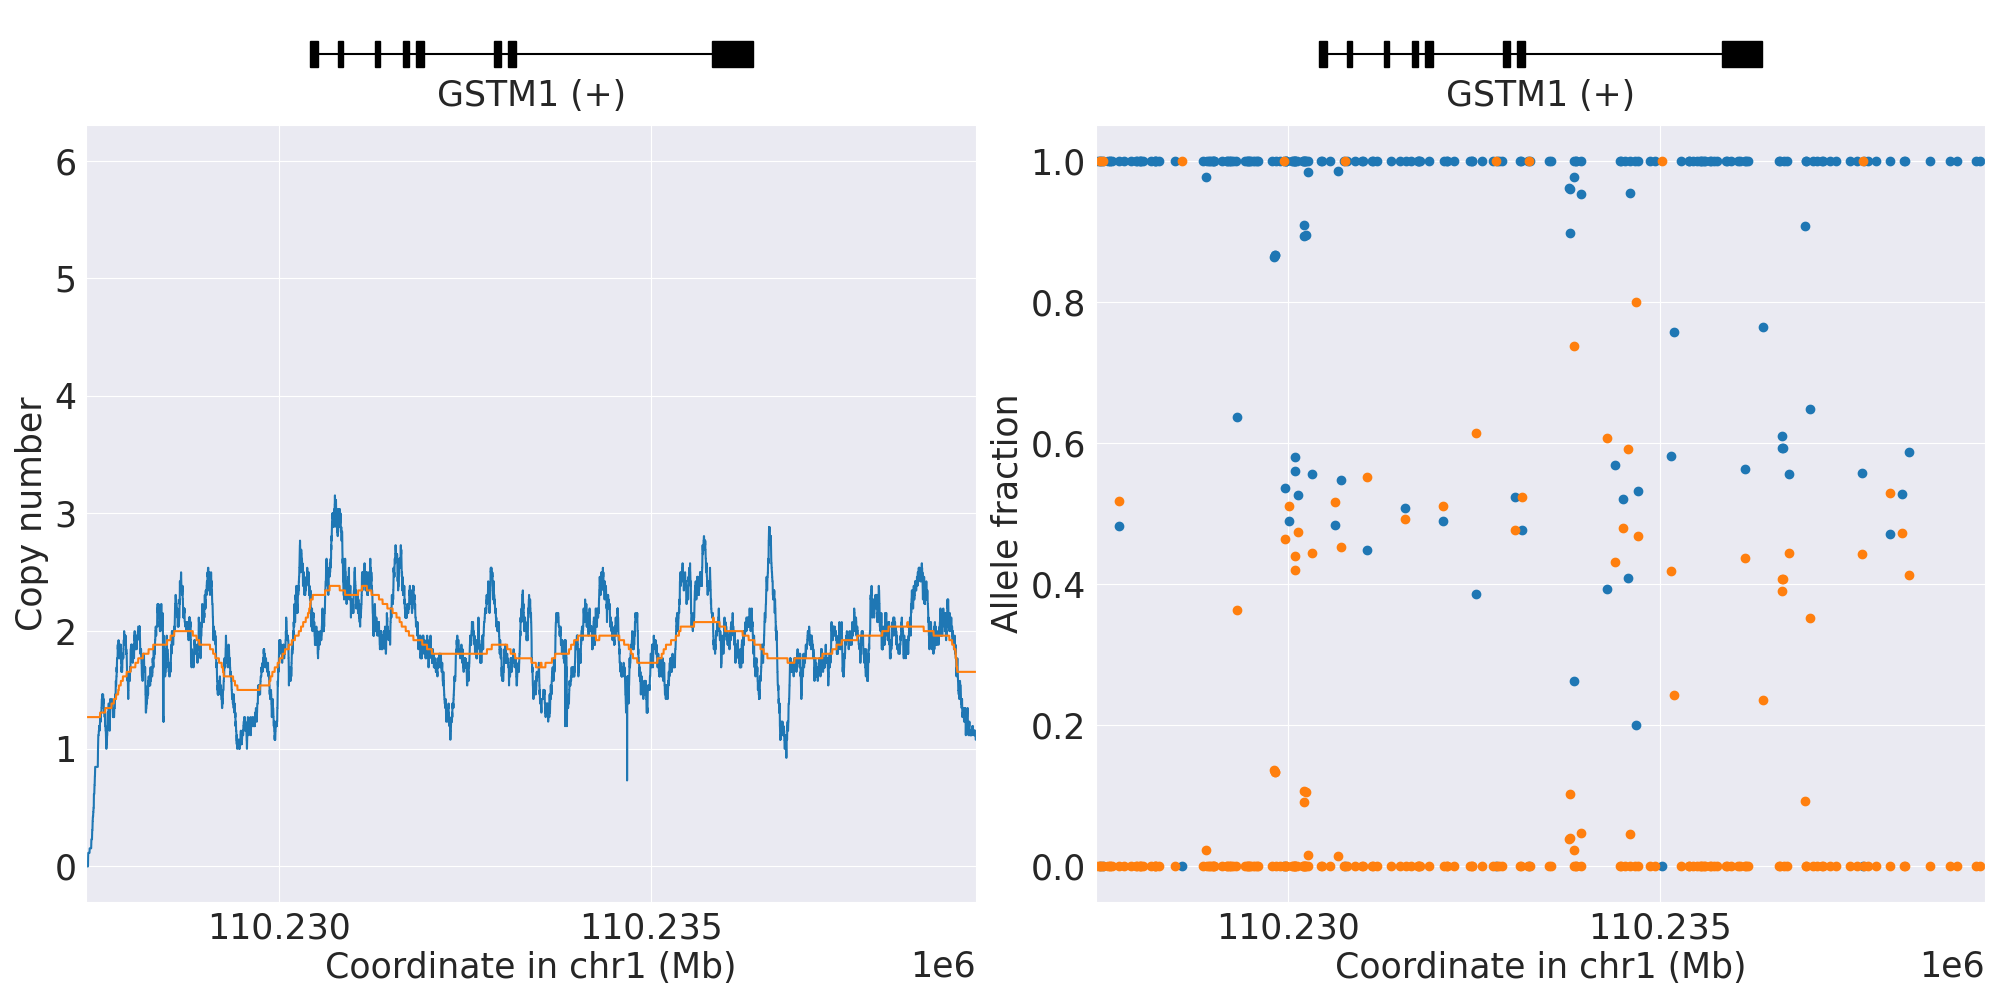 GSTM1 (+)
Copy number
6
5
4
3
2
1
0
110.230
110.235
Coordinate in chr1 (Mb)
1e6
GSTM1 (+)
Allele fraction
1.0
0.8
0.6
0.4
0.2
0.0
110.230
110.235
Coordinate in chr1 (Mb)
1e6